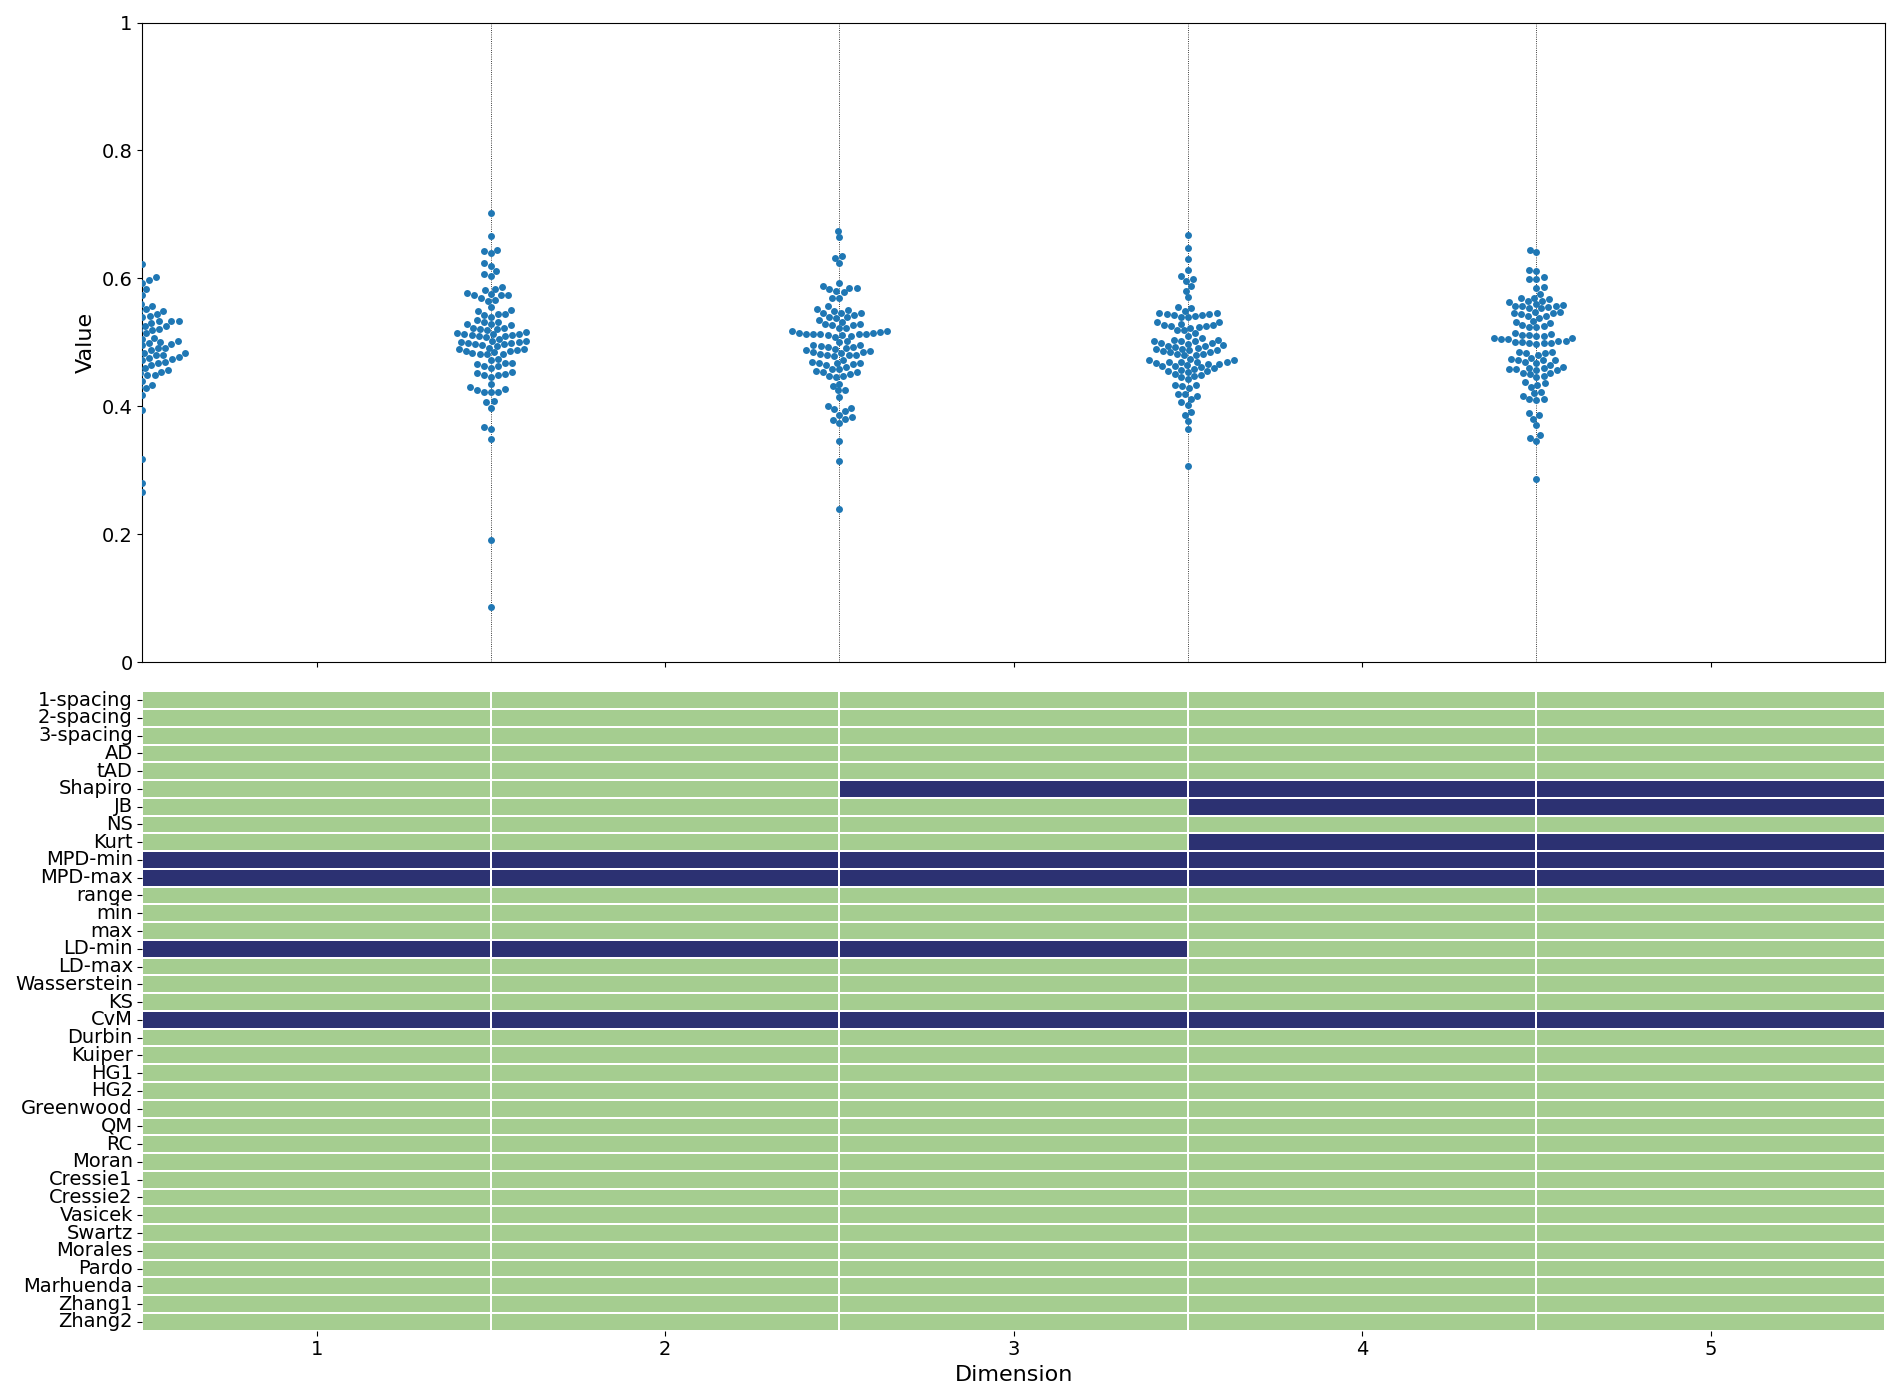 1
0.8
0.6
0.4
0.2
0
Value
1-spacing
2-spacing
3-spacing
AD
tAD
Shapiro
JB
NS
Kurt
MPD-min
MPD-max
range
min
max
LD-min
LD-max
Wasserstein
KS
CvM
Durbin
Kuiper
HG1
HG2
Greenwood
QM
RC
Moran
Cressie1
Cressie2
Vasicek
Swartz
Morales
Pardo
Marhuenda
Zhang1
Zhang2
1 2 3 4 5
Dimension